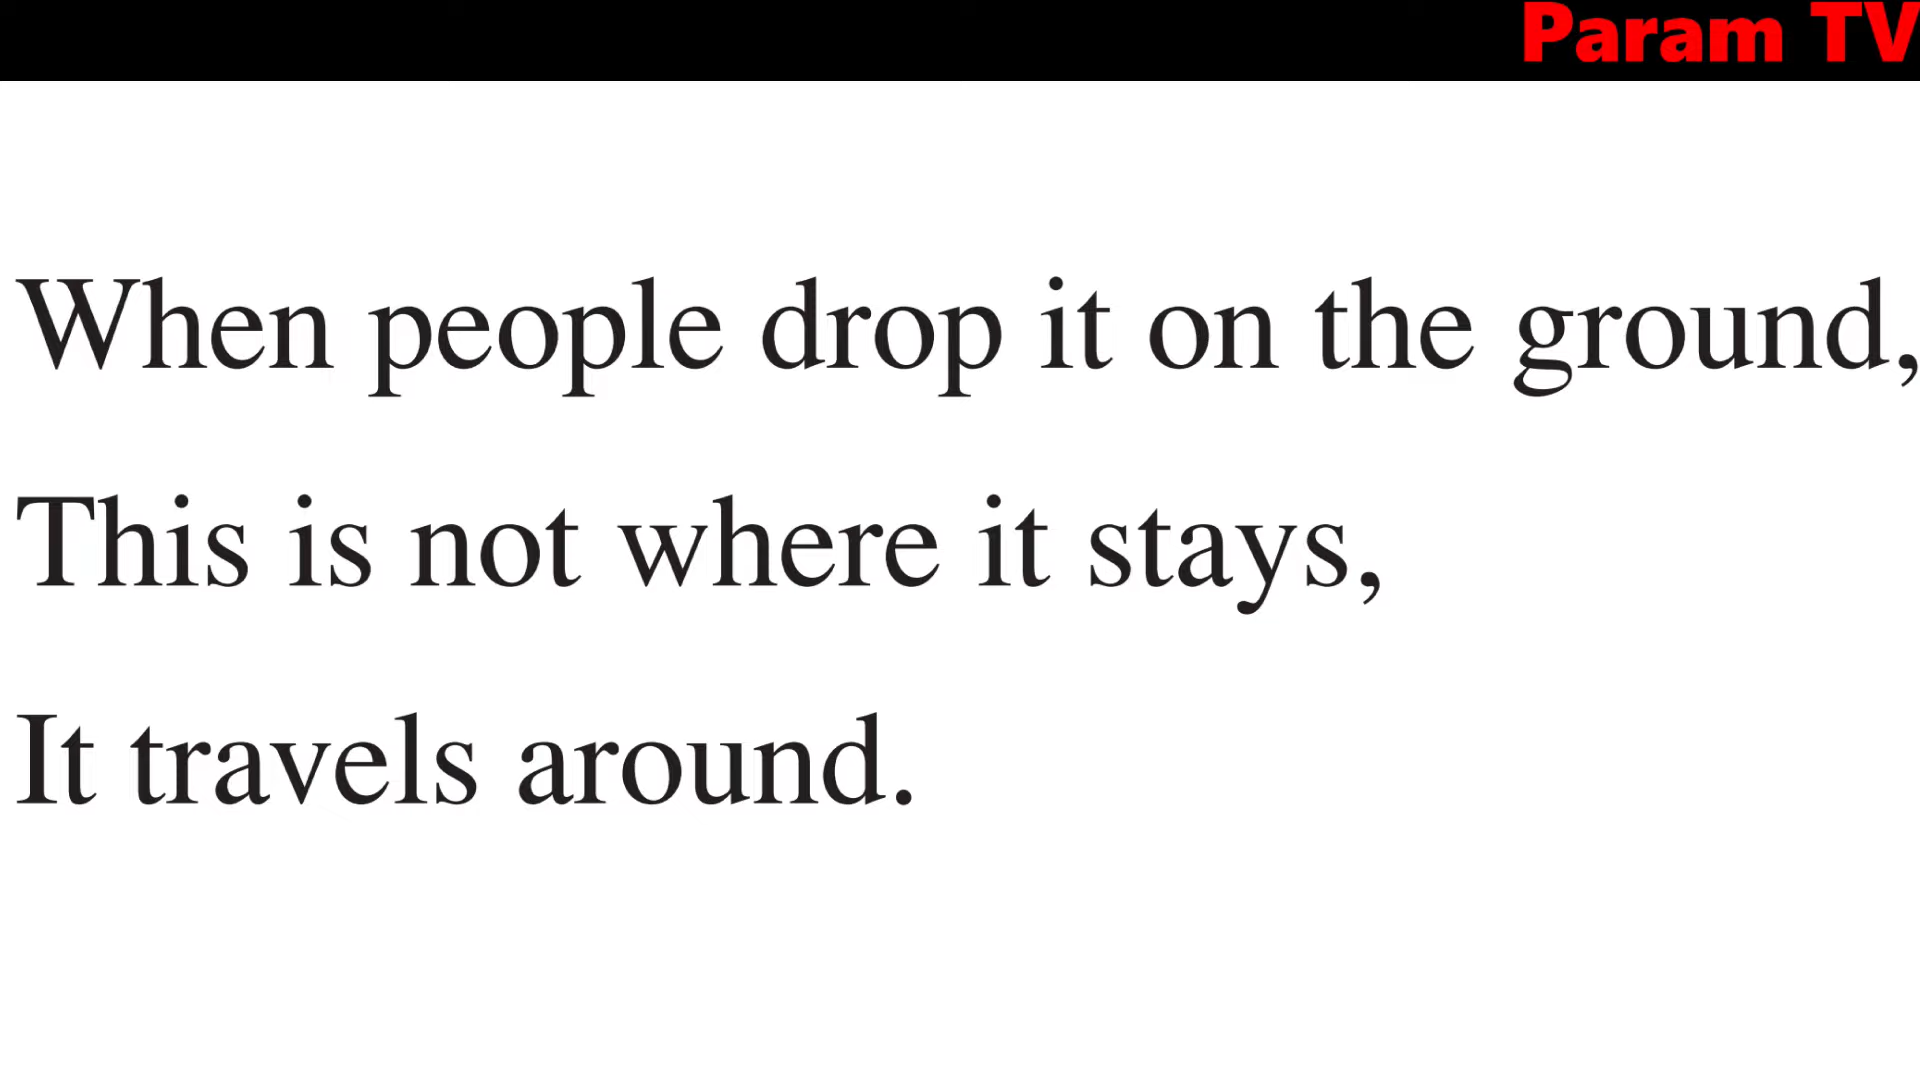 Param TV
When people drop it on the ground,
This is not where it stays,
It travels around.